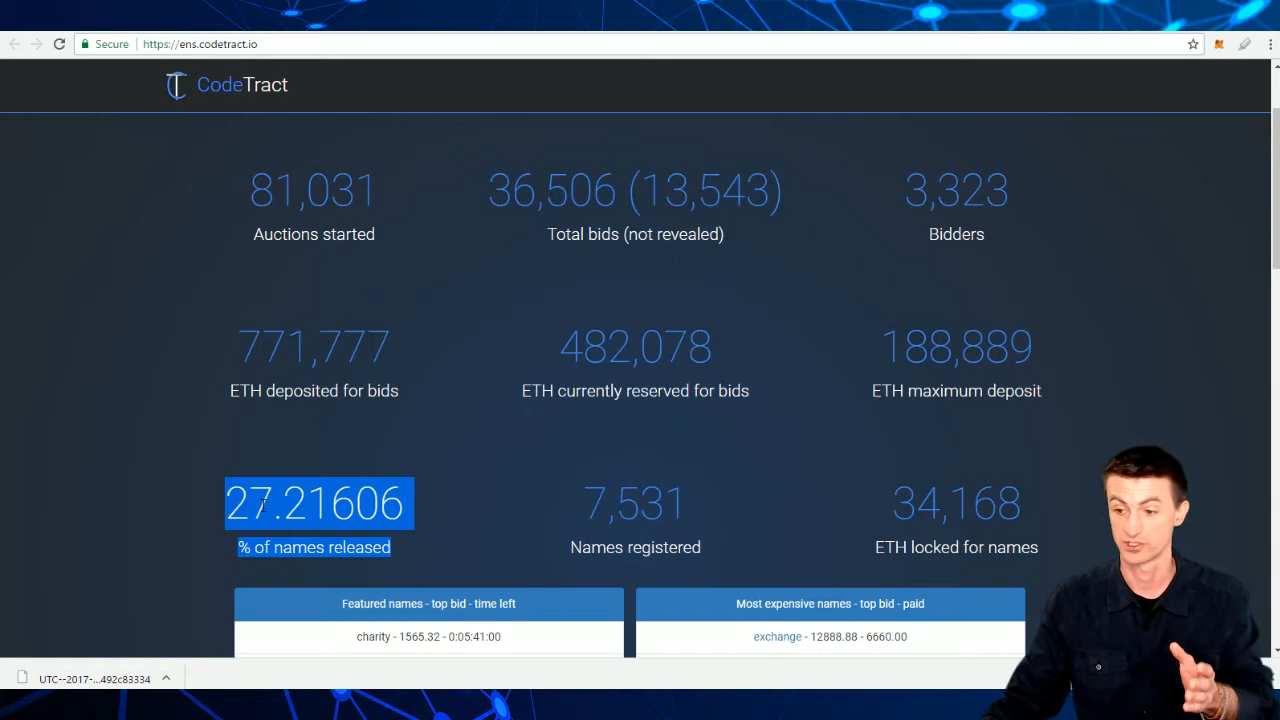 Secure https://ens.codetract.io
CodeTract
81,031 36,506 (13,543) 3,323
Auctions started Total bids (not revealed) Bidders
771,777 482,078 188,889
ETH deposited for bids ETH currently reserved for bids ETH maximum deposit
27.21606 7,531 34,168
% of names released Names registered ETH locked for names
Featured names - top bid - time left Most expensive names - top bid - paid
charity - 1565.32 - 0:05:41:00 exchange - 12888.88 - 6660.00
UTC--2017-...492c83334